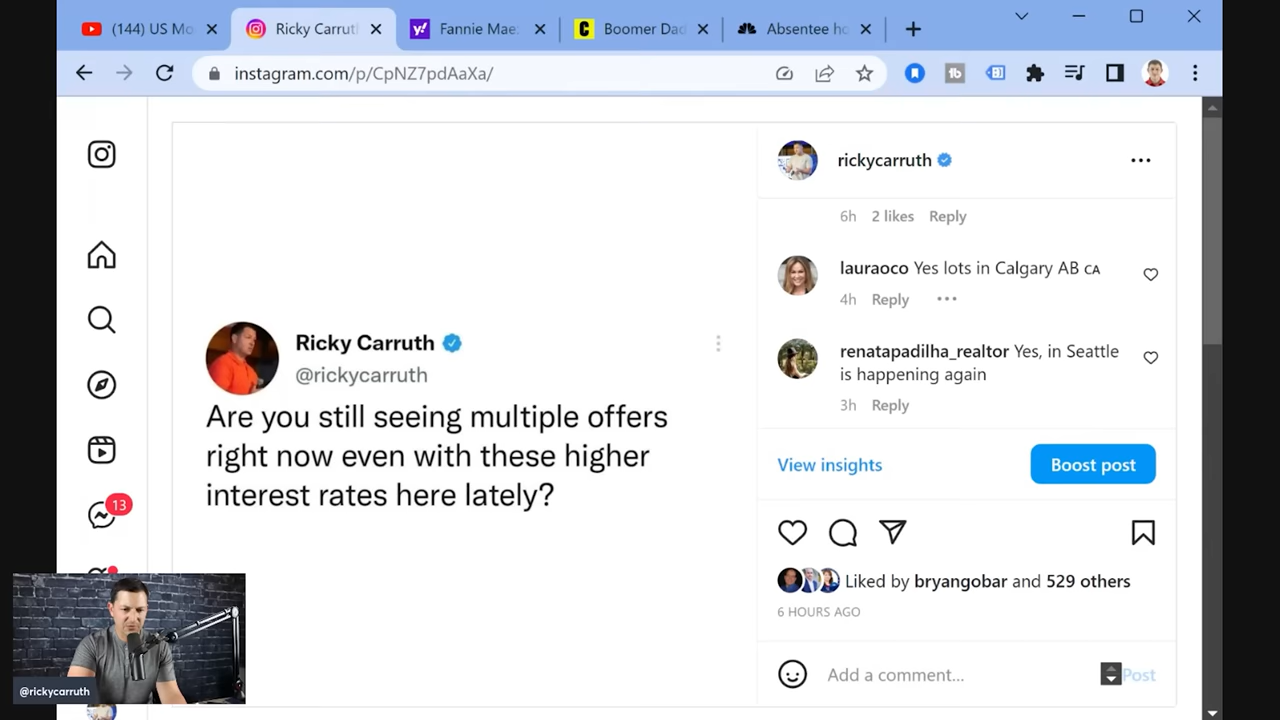 (144) US Mo
Ricky Carrut
Fannie Mae
Boomer Dad
Absentee ho
instagram.com/p/CpNZ7pdAaXa/
tb
rickycarruth
6h 2 likes Reply
lauraoco Yes lots in Calgary AB CA
4h Reply
renatapadilha_realtor Yes, in Seattle
is happening again
3h Reply
Ricky Carruth
@rickycarruth
Are you still seeing multiple offers
right now even with these higher
interest rates here lately?
View insights
Boost post
Liked by bryangobar and 529 others
6 HOURS AGO
Add a comment...
Post
13
@rickycarruth